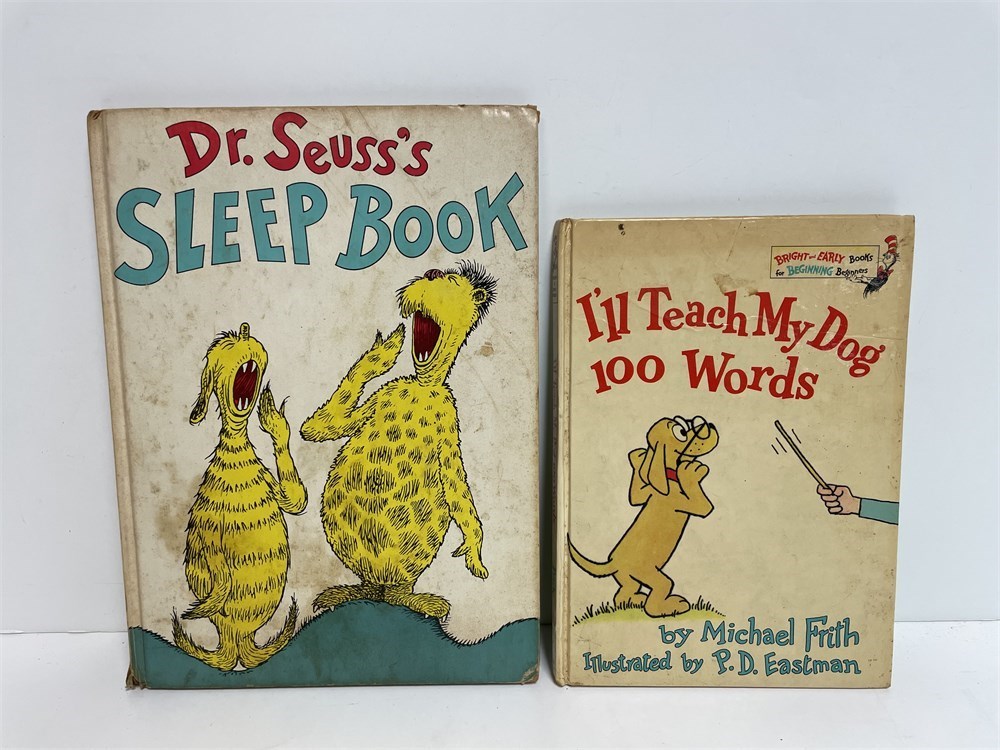 Dr. Seuss's
SLEEP BOOK
BRIGHT and EARLY BOOKS
for BEGINNING Beginners
I'll Teach My Dog
100 Words
by Michael Frith
Illustrated by P.D. Eastman